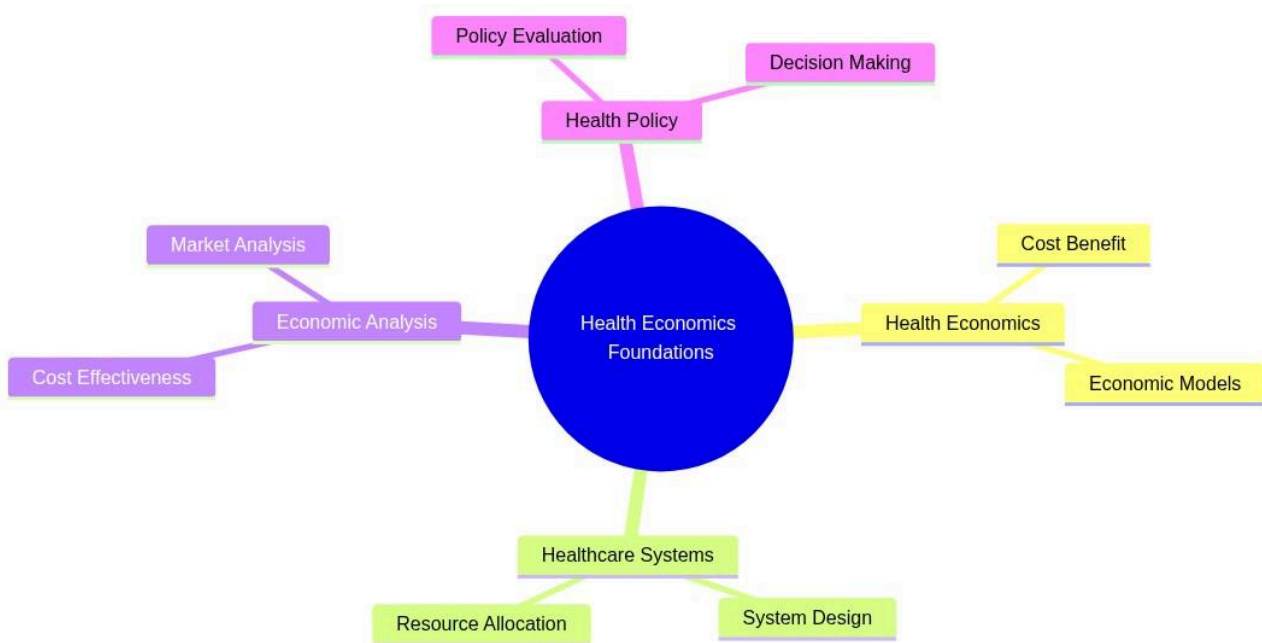 Policy Evaluation
Decision Making
Health Policy
Market Analysis
Economic Analysis
Cost Effectiveness
Health Economics
Foundations
Cost Benefit
Health Economics
Economic Models
Healthcare Systems
Resource Allocation
System Design